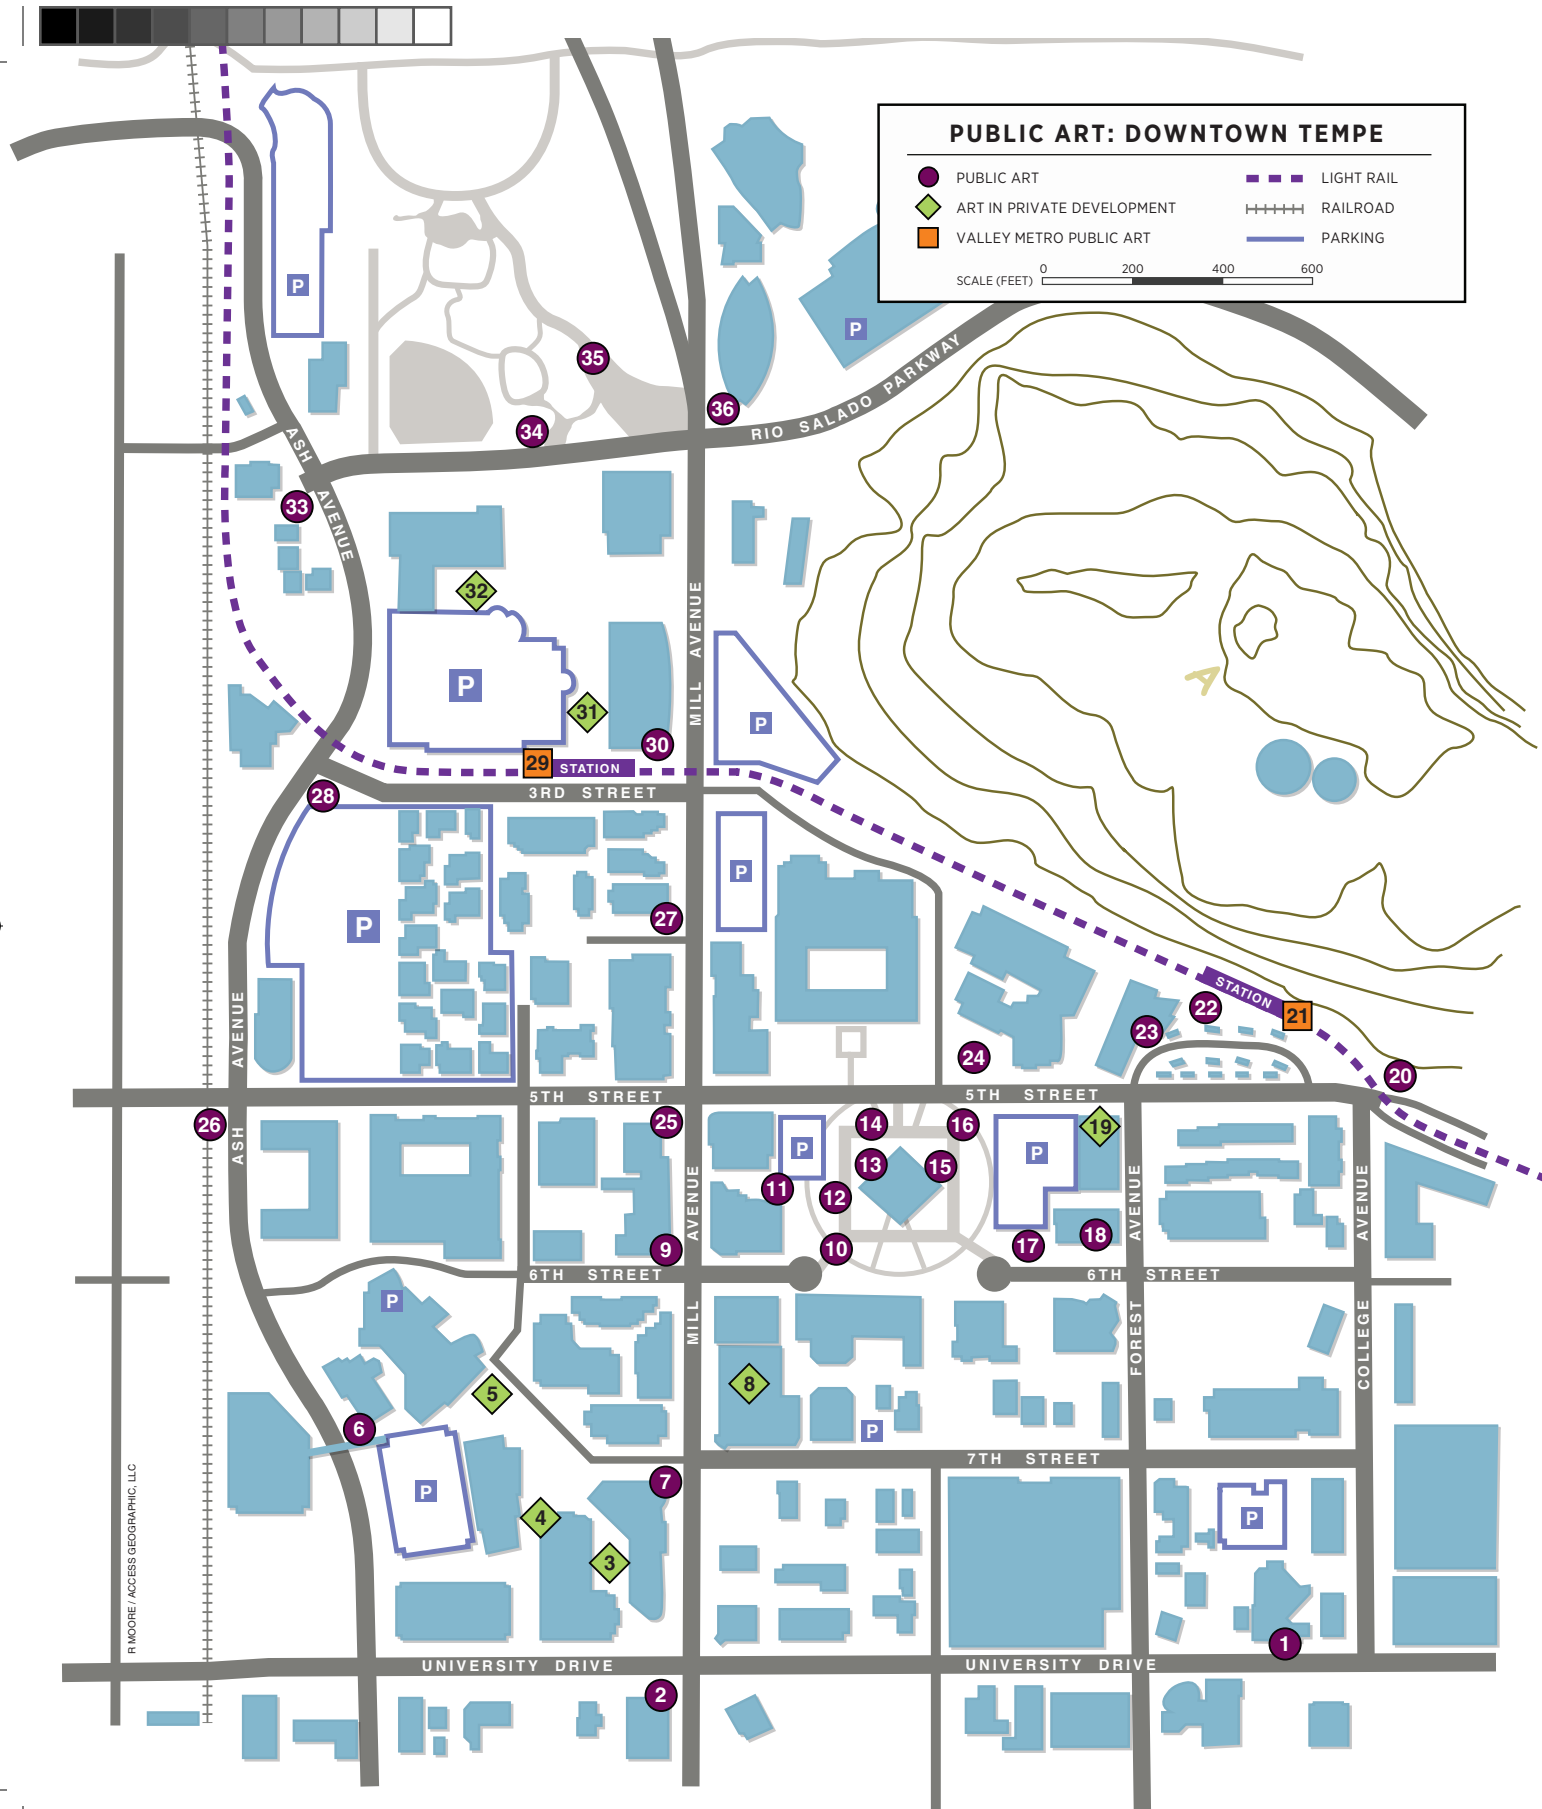 PUBLIC ART: DOWNTOWN TEMPE
PUBLIC ART
LIGHT RAIL
ART IN PRIVATE DEVELOPMENT
RAILROAD
VALLEY METRO PUBLIC ART
PARKING
SCALE (FEET)
0 200 400 600
P
P
35
36
RIO SALADO PARKWAY
34
ASH AVENUE
33
32
MILL AVENUE
P
31
P
30
29
STATION
28
3RD STREET
P
27
P
STATION
22
21
23
24
20
ASH AVENUE
5TH STREET
5TH STREET
26
25
14
16
19
P
P
13
15
11
12
MILL AVENUE
FOREST AVENUE
COLLEGE AVENUE
18
17
9
10
6TH STREET
6TH STREET
P
8
5
6
P
7TH STREET
7
P
4
P
3
1
R MOORE / ACCESS GEOGRAPHIC, LLC
UNIVERSITY DRIVE
UNIVERSITY DRIVE
2
A